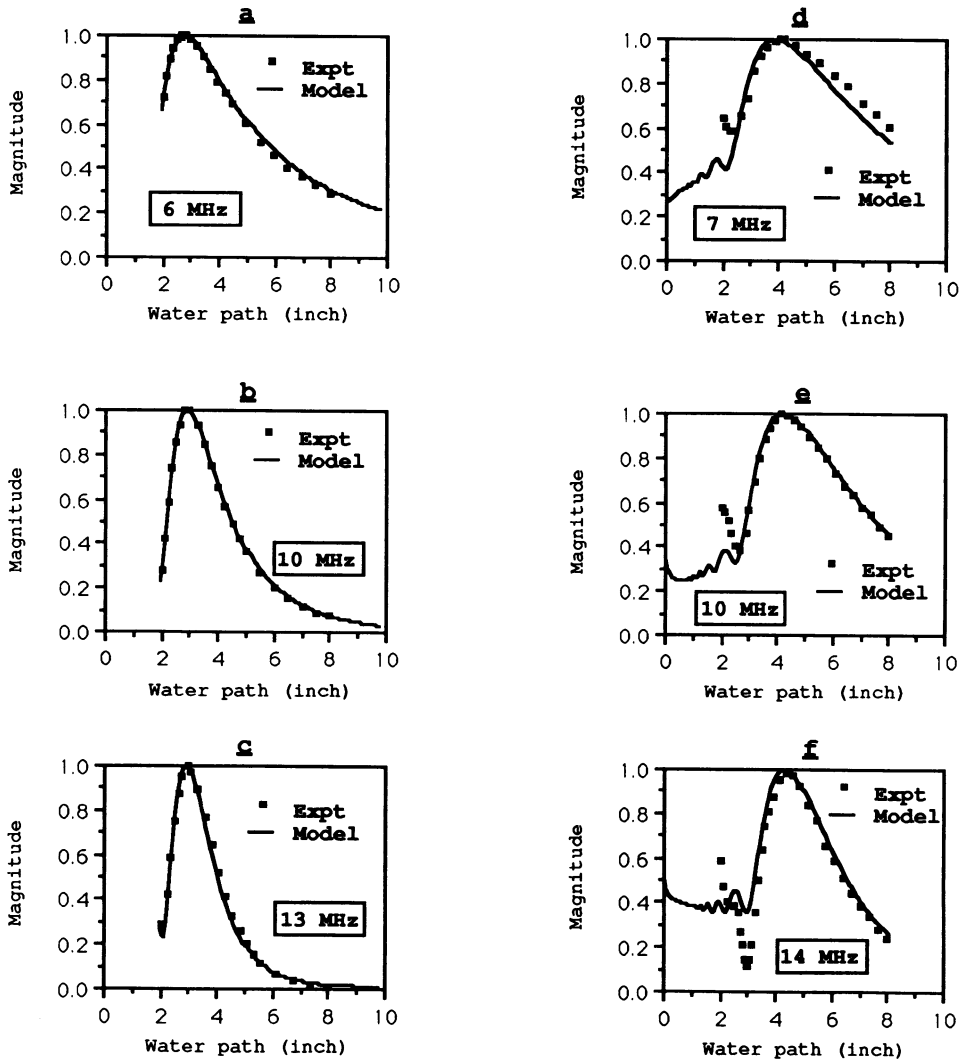 a
1.0
0.8
0.6
0.4
0.2
0.0
Magnitude
Expt
Model
6 MHz
0 2 4 6 8 10
Water path (inch)
d
1.0
0.8
0.6
0.4
0.2
0.0
Magnitude
Expt
Model
7 MHz
0 2 4 6 8 10
Water path (inch)
b
1.0
0.8
0.6
0.4
0.2
0.0
Magnitude
Expt
Model
10 MHz
0 2 4 6 8 10
Water path (inch)
e
1.0
0.8
0.6
0.4
0.2
0.0
Magnitude
Expt
Model
10 MHz
0 2 4 6 8 10
Water path (inch)
c
1.0
0.8
0.6
0.4
0.2
0.0
Magnitude
Expt
Model
13 MHz
0 2 4 6 8 10
Water path (inch)
f
1.0
0.8
0.6
0.4
0.2
0.0
Magnitude
Expt
Model
14 MHz
0 2 4 6 8 10
Water path (inch)